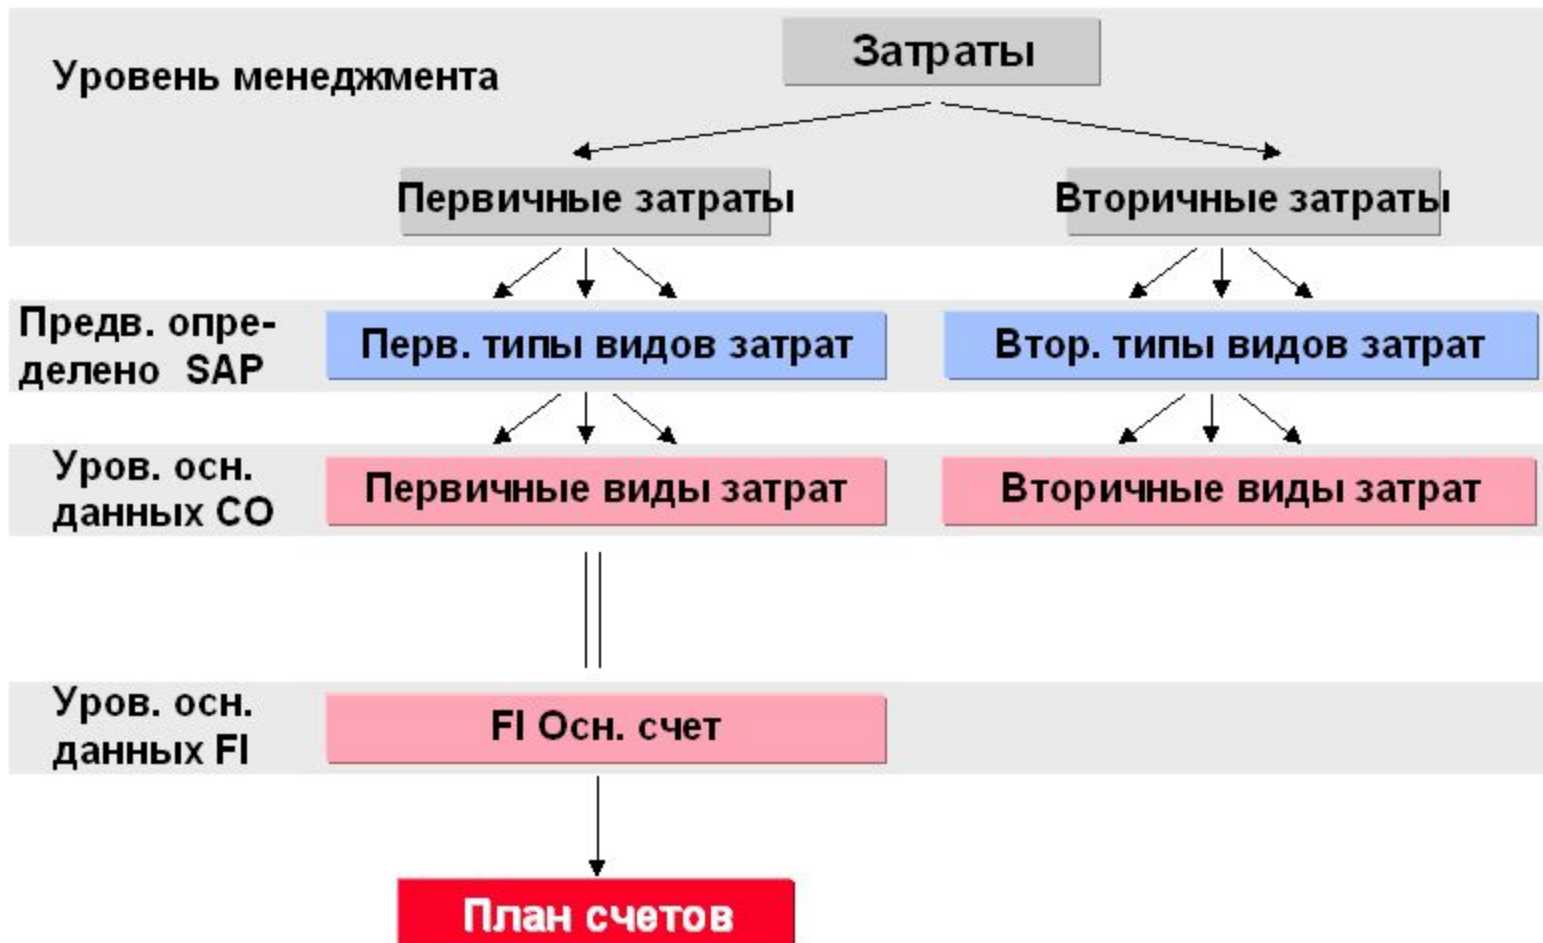 Затраты
Уровень менеджмента
Первичные затраты
Вторичные затраты
Предв. опре-
делено SAP
Перв. типы видов затрат
Втор. типы видов затрат
Уров. осн.
данных CO
Первичные виды затрат
Вторичные виды затрат
Уров. осн.
данных FI
FI Осн. счет
План счетов